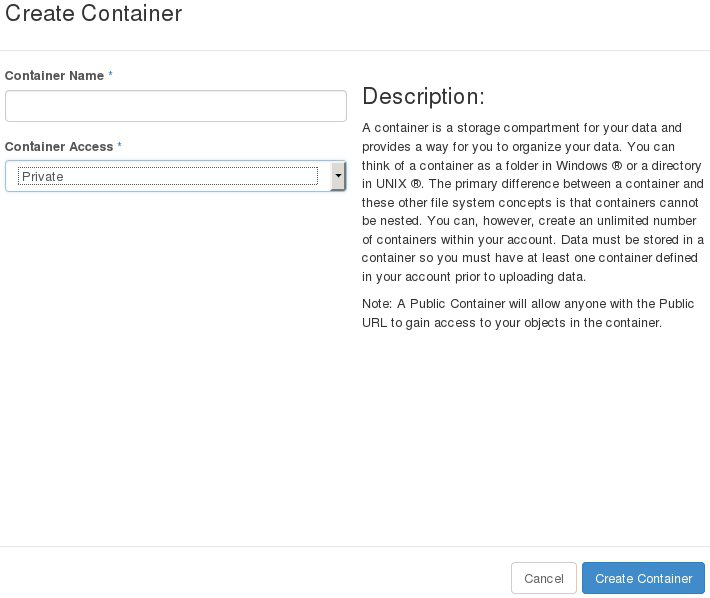 Create Container
Container Name *
Container Access *
Private
Description:
A container is a storage compartment for your data and
provides a way for you to organize your data. You can
think of a container as a folder in Windows ® or a directory
in UNIX ®. The primary difference between a container and
these other file system concepts is that containers cannot
be nested. You can, however, create an unlimited number
of containers within your account. Data must be stored in a
container so you must have at least one container defined
in your account prior to uploading data.
Note: A Public Container will allow anyone with the Public
URL to gain access to your objects in the container.
Cancel
Create Container